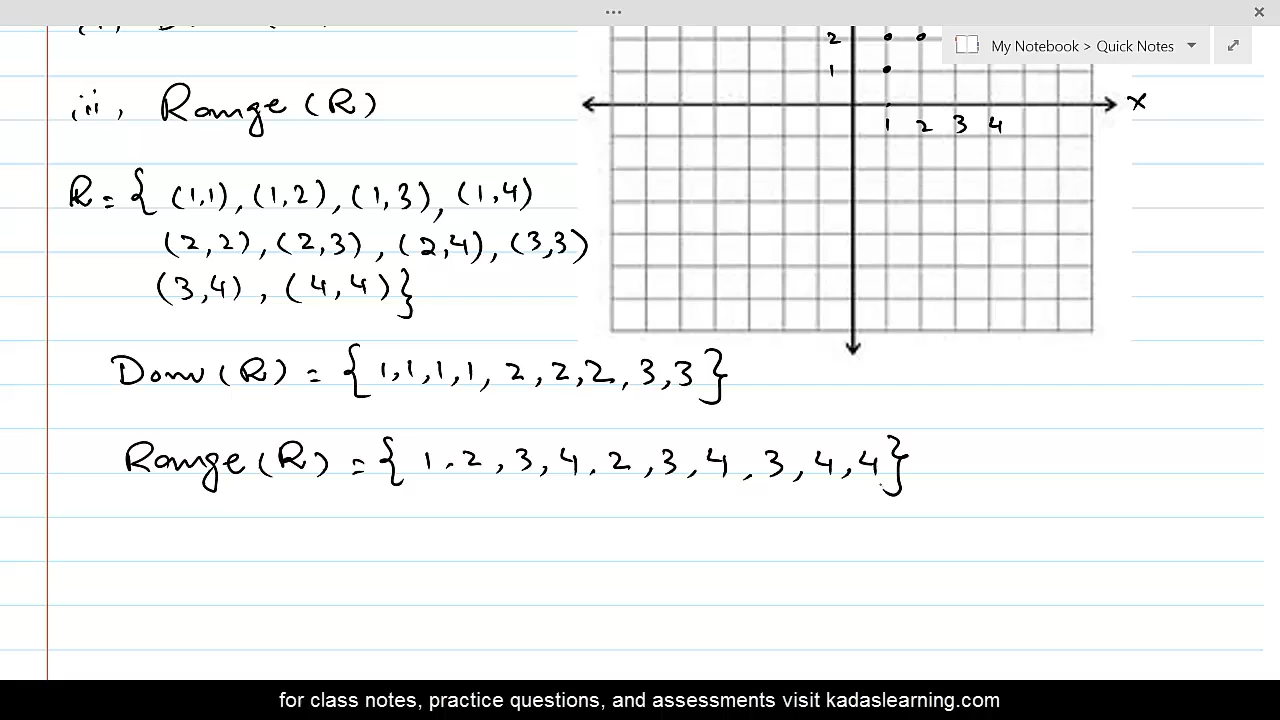 2
1
My Notebook > Quick Notes
iii, Range (R)
X
1 2 3 4
R = { (1,1), (1,2), (1,3), (1,4)
(2,2), (2,3), (2,4), (3,3)
(3,4), (4,4)}
Dom (R) = { 1,1,1,1, 2,2,2,3,3}
Range (R) = { 1,2,3,4,2,3,4,3,4,4}
for class notes, practice questions, and assessments visit kadaslearning.com